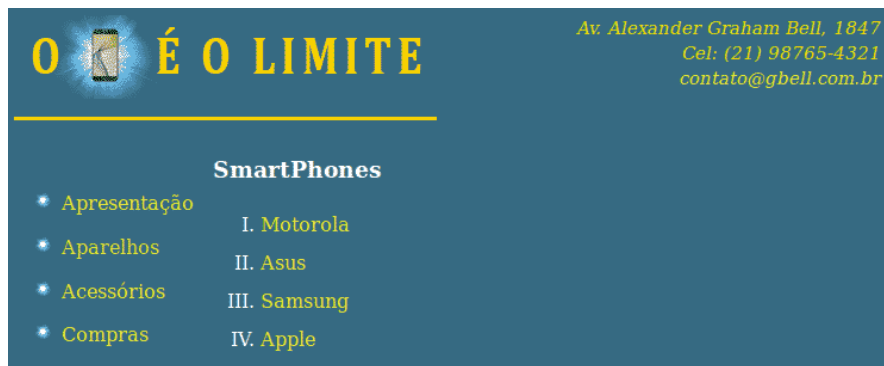 O É O LIMITE
Av. Alexander Graham Bell, 1847
Cel: (21) 98765-4321
contato@gbell.com.br
Apresentação
Aparelhos
Acessórios
Compras
SmartPhones
I. Motorola
II. Asus
III. Samsung
IV. Apple